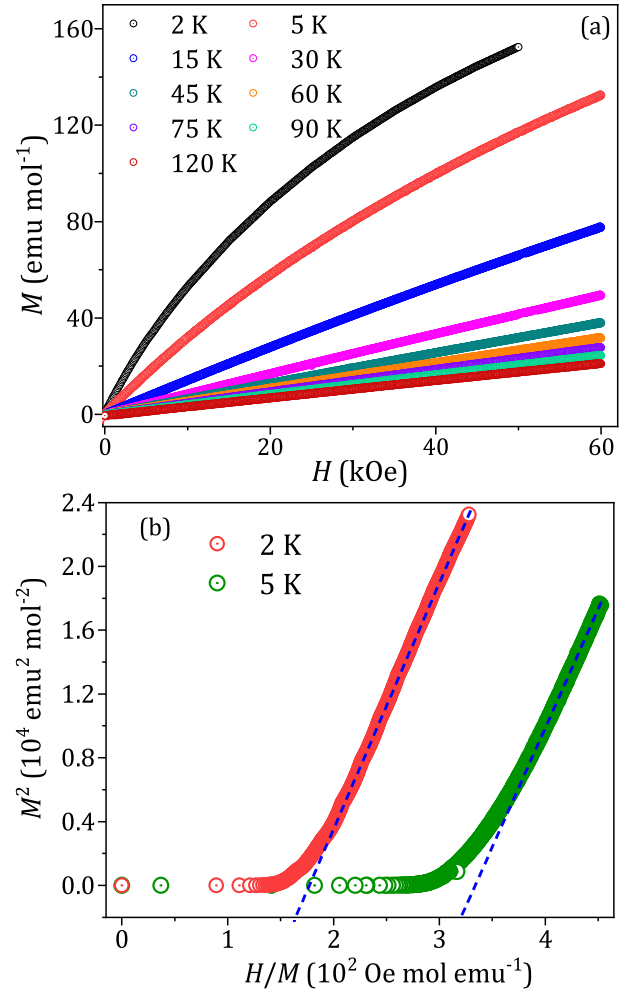 (a)
2 K 5 K
15 K 30 K
45 K 60 K
75 K 90 K
120 K
160
120
80
40
0
M (emu mol⁻¹)
0 20 40 60
H (kOe)
(b)
2 K
5 K
2.4
2.0
1.6
1.2
0.8
0.4
0.0
M² (10⁴ emu² mol⁻²)
0 1 2 3 4
H/M (10² Oe mol emu⁻¹)